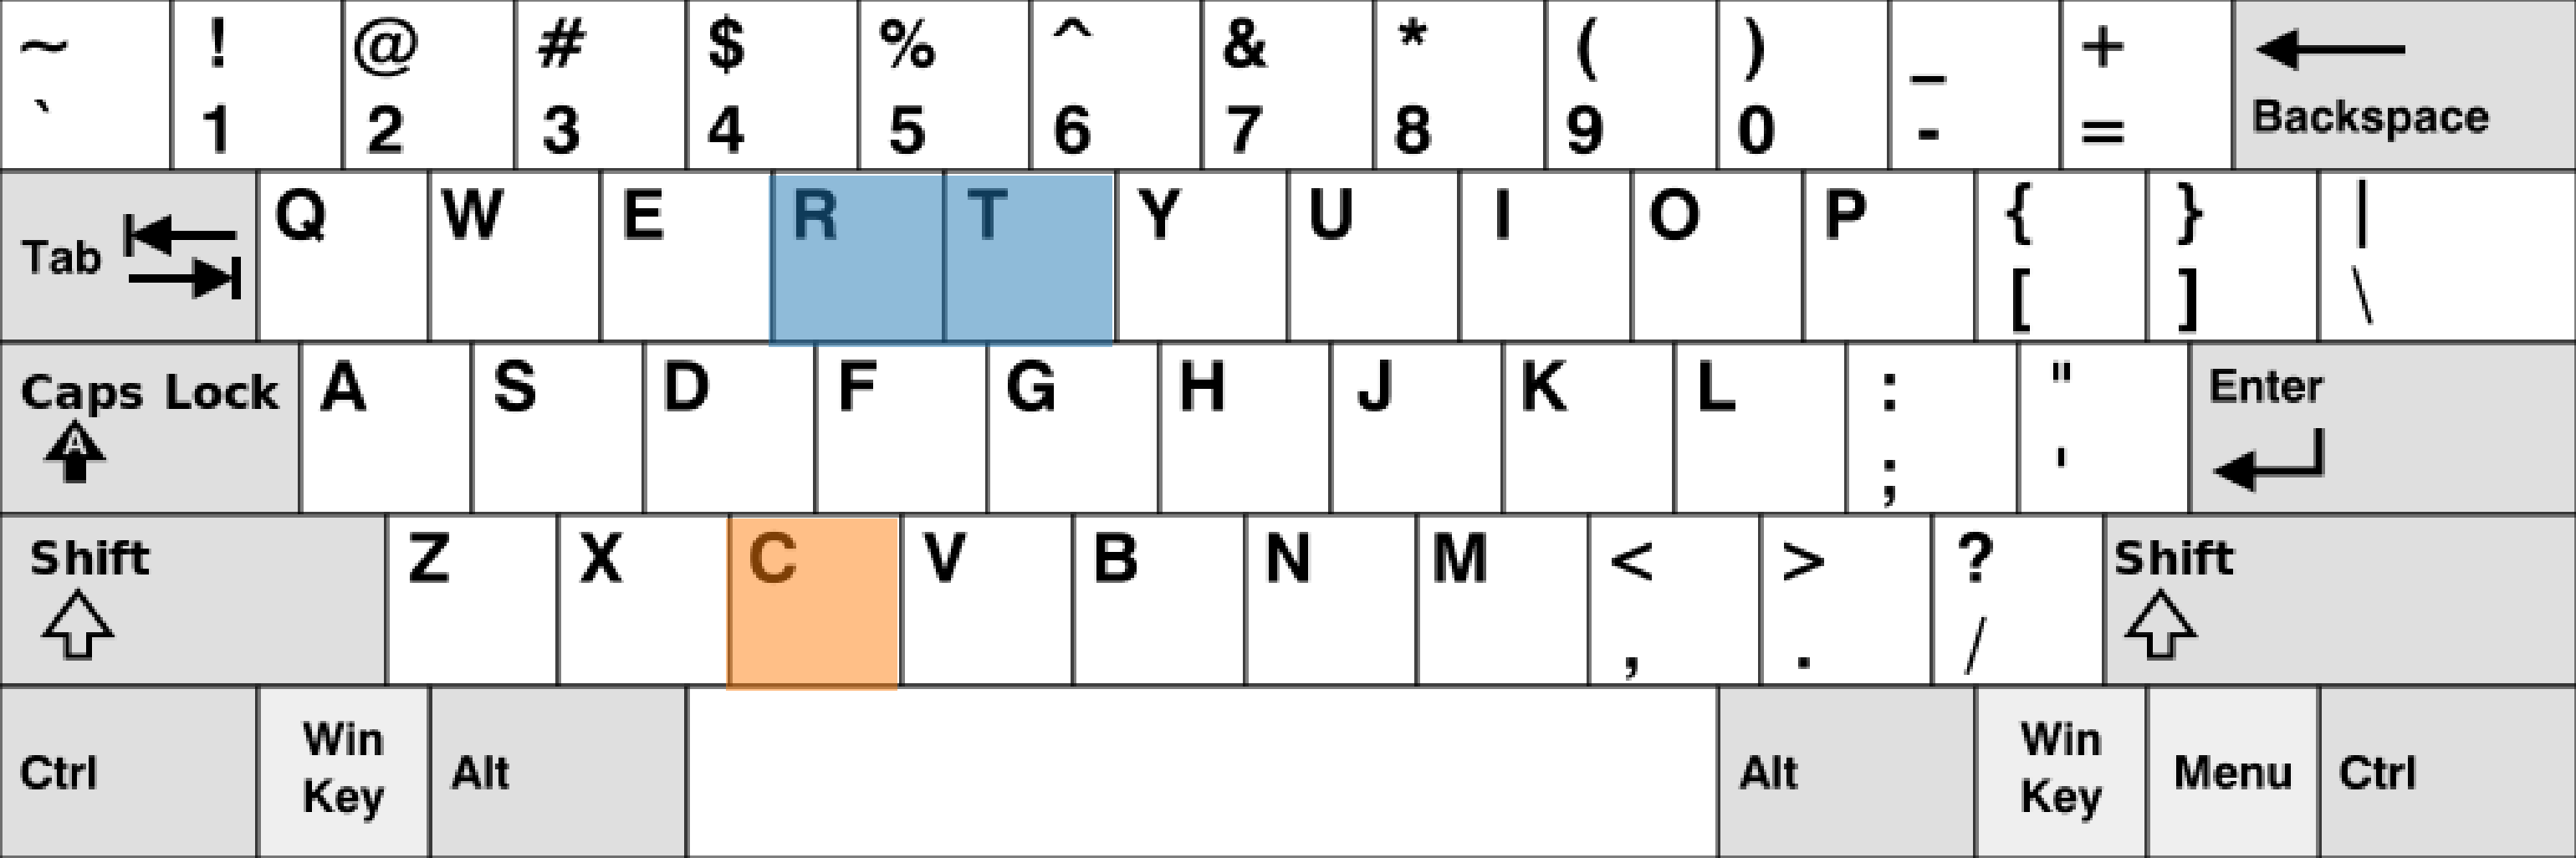 ~ ! @ # $ % ^ & * ( ) _ +
` 1 2 3 4 5 6 7 8 9 0 - = Backspace
Tab Q W E R T Y U I O P { } |
[ ] \
Caps Lock A S D F G H J K L : " Enter
A ; '
Shift Z X C V B N M < > ? Shift
, . /
Ctrl Win Key Alt Alt Win Key Menu Ctrl